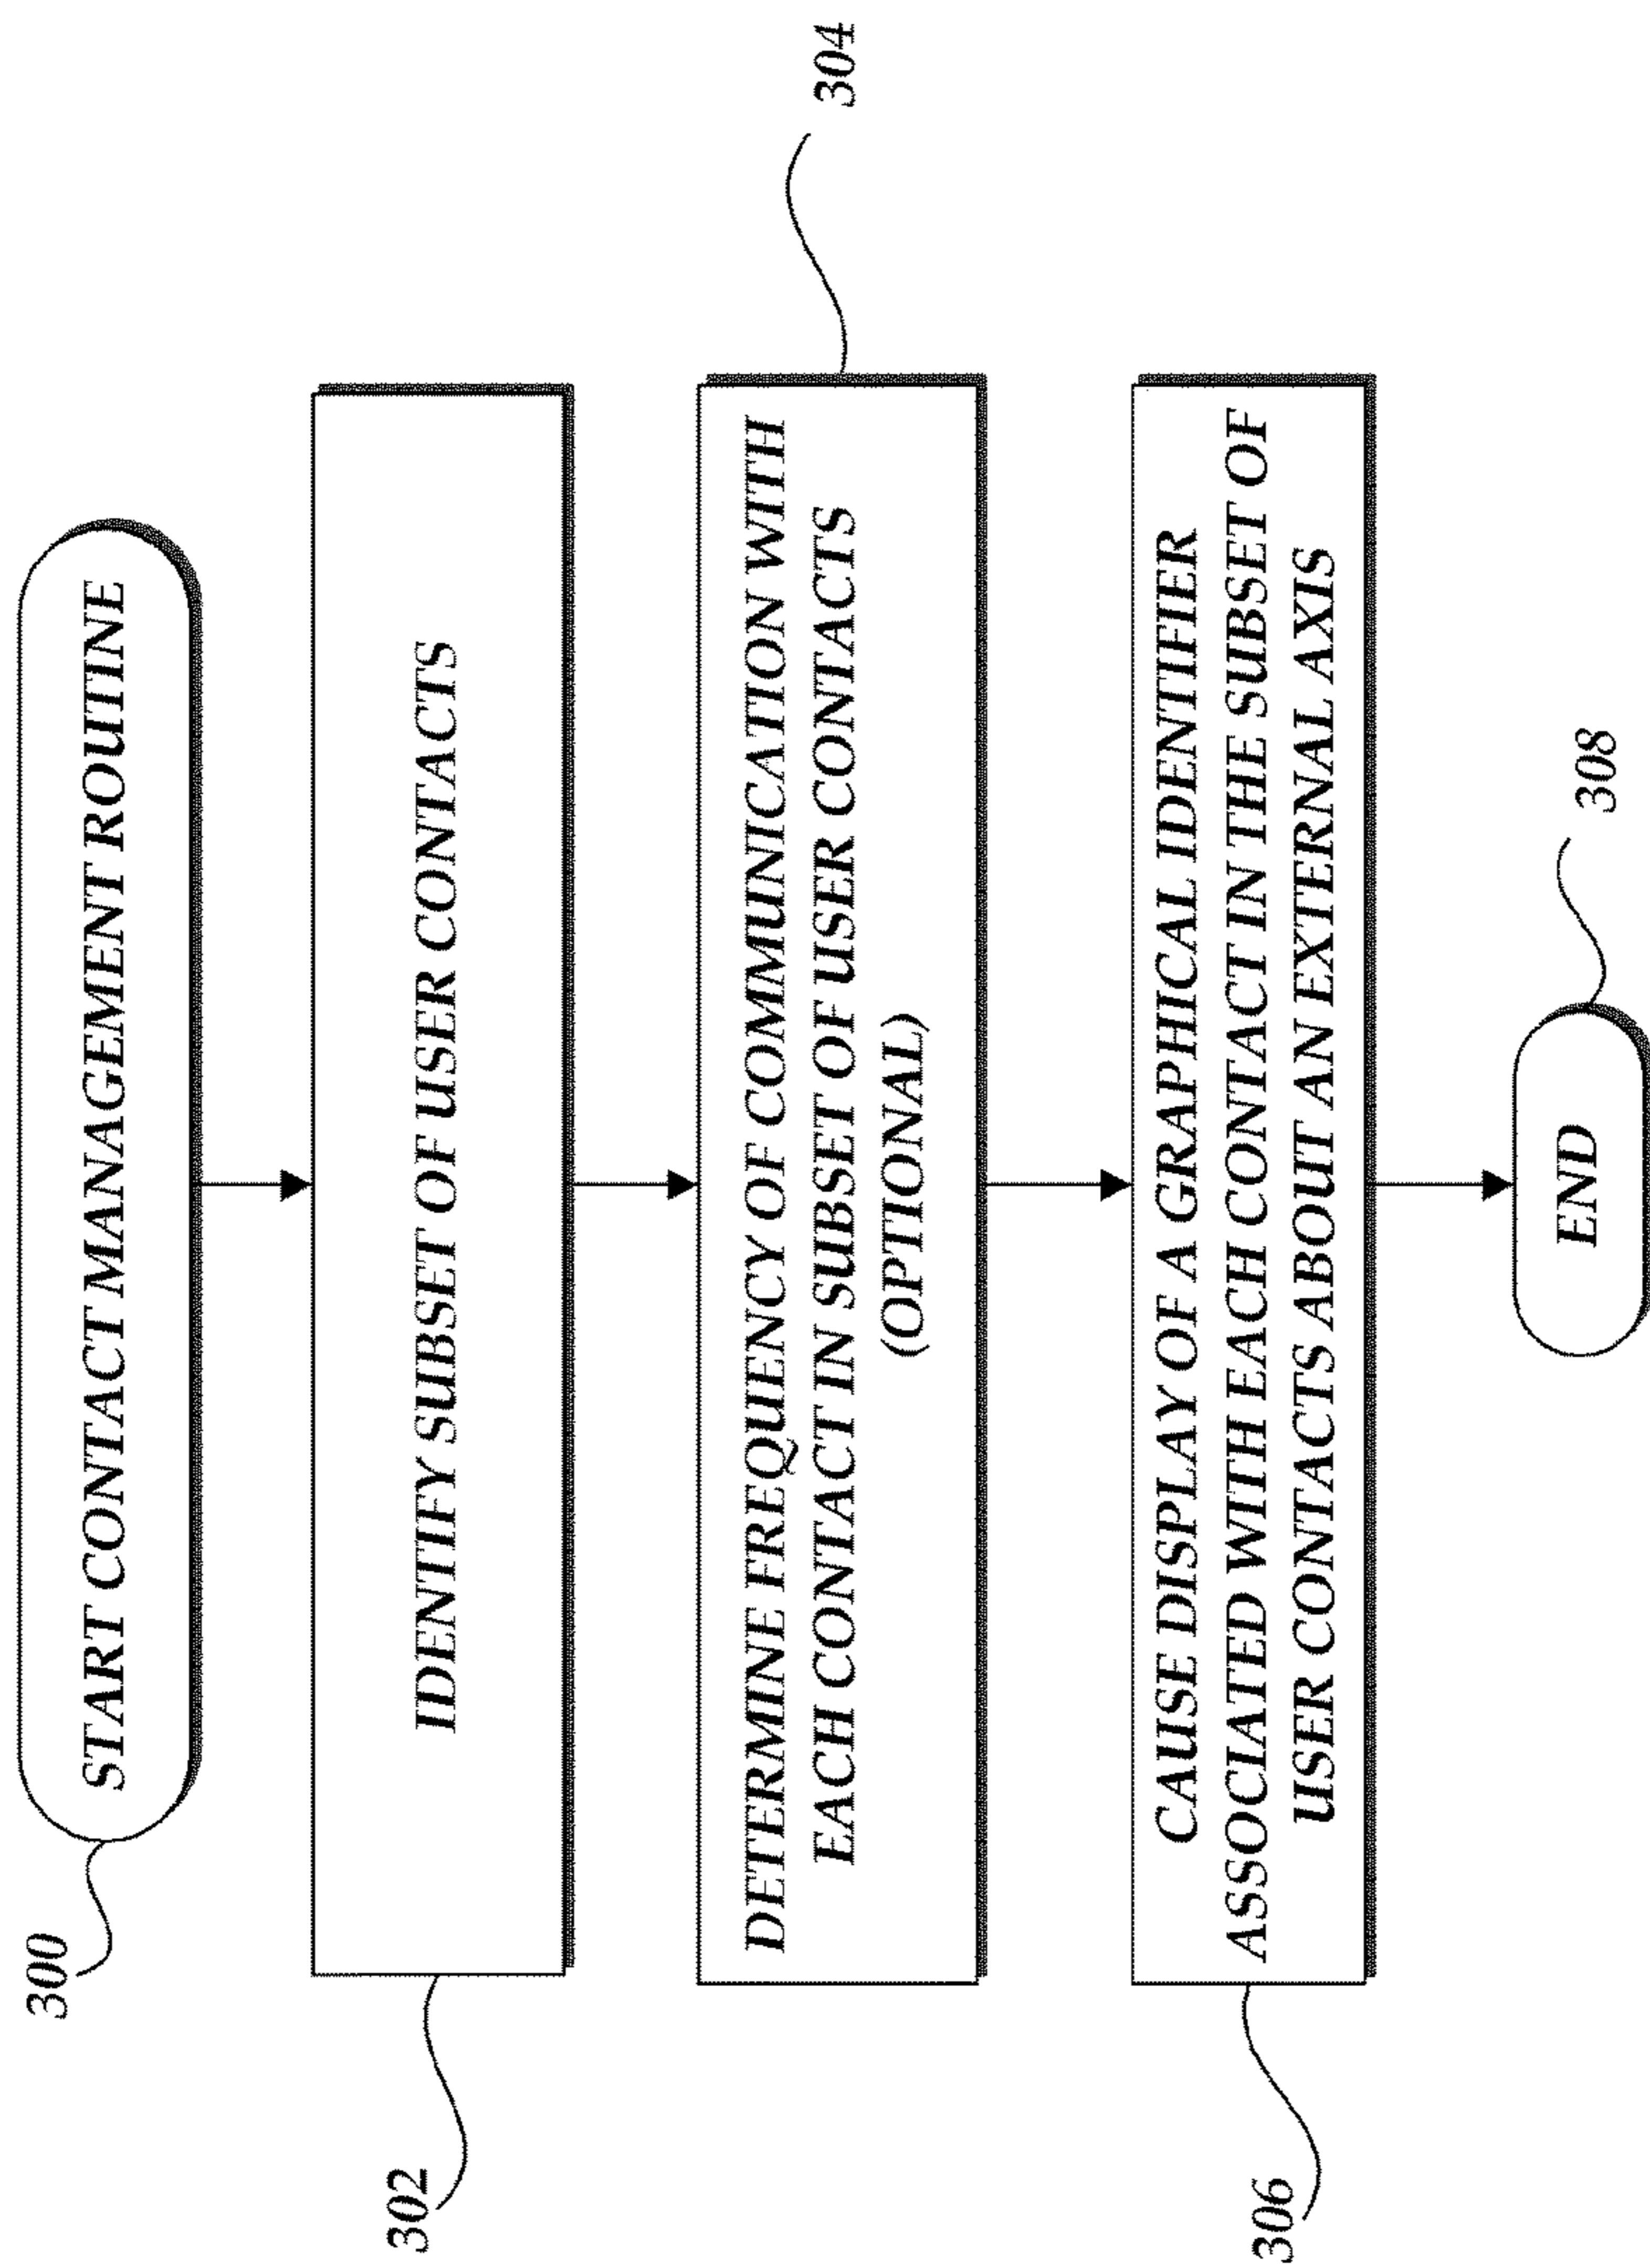 300
START CONTACT MANAGEMENT ROUTINE
302
IDENTIFY SUBSET OF USER CONTACTS
304
DETERMINE FREQUENCY OF COMMUNICATION WITH
EACH CONTACT IN SUBSET OF USER CONTACTS
(OPTIONAL)
306
CAUSE DISPLAY OF A GRAPHICAL IDENTIFIER
ASSOCIATED WITH EACH CONTACT IN THE SUBSET OF
USER CONTACTS ABOUT AN EXTERNAL AXIS
308
END